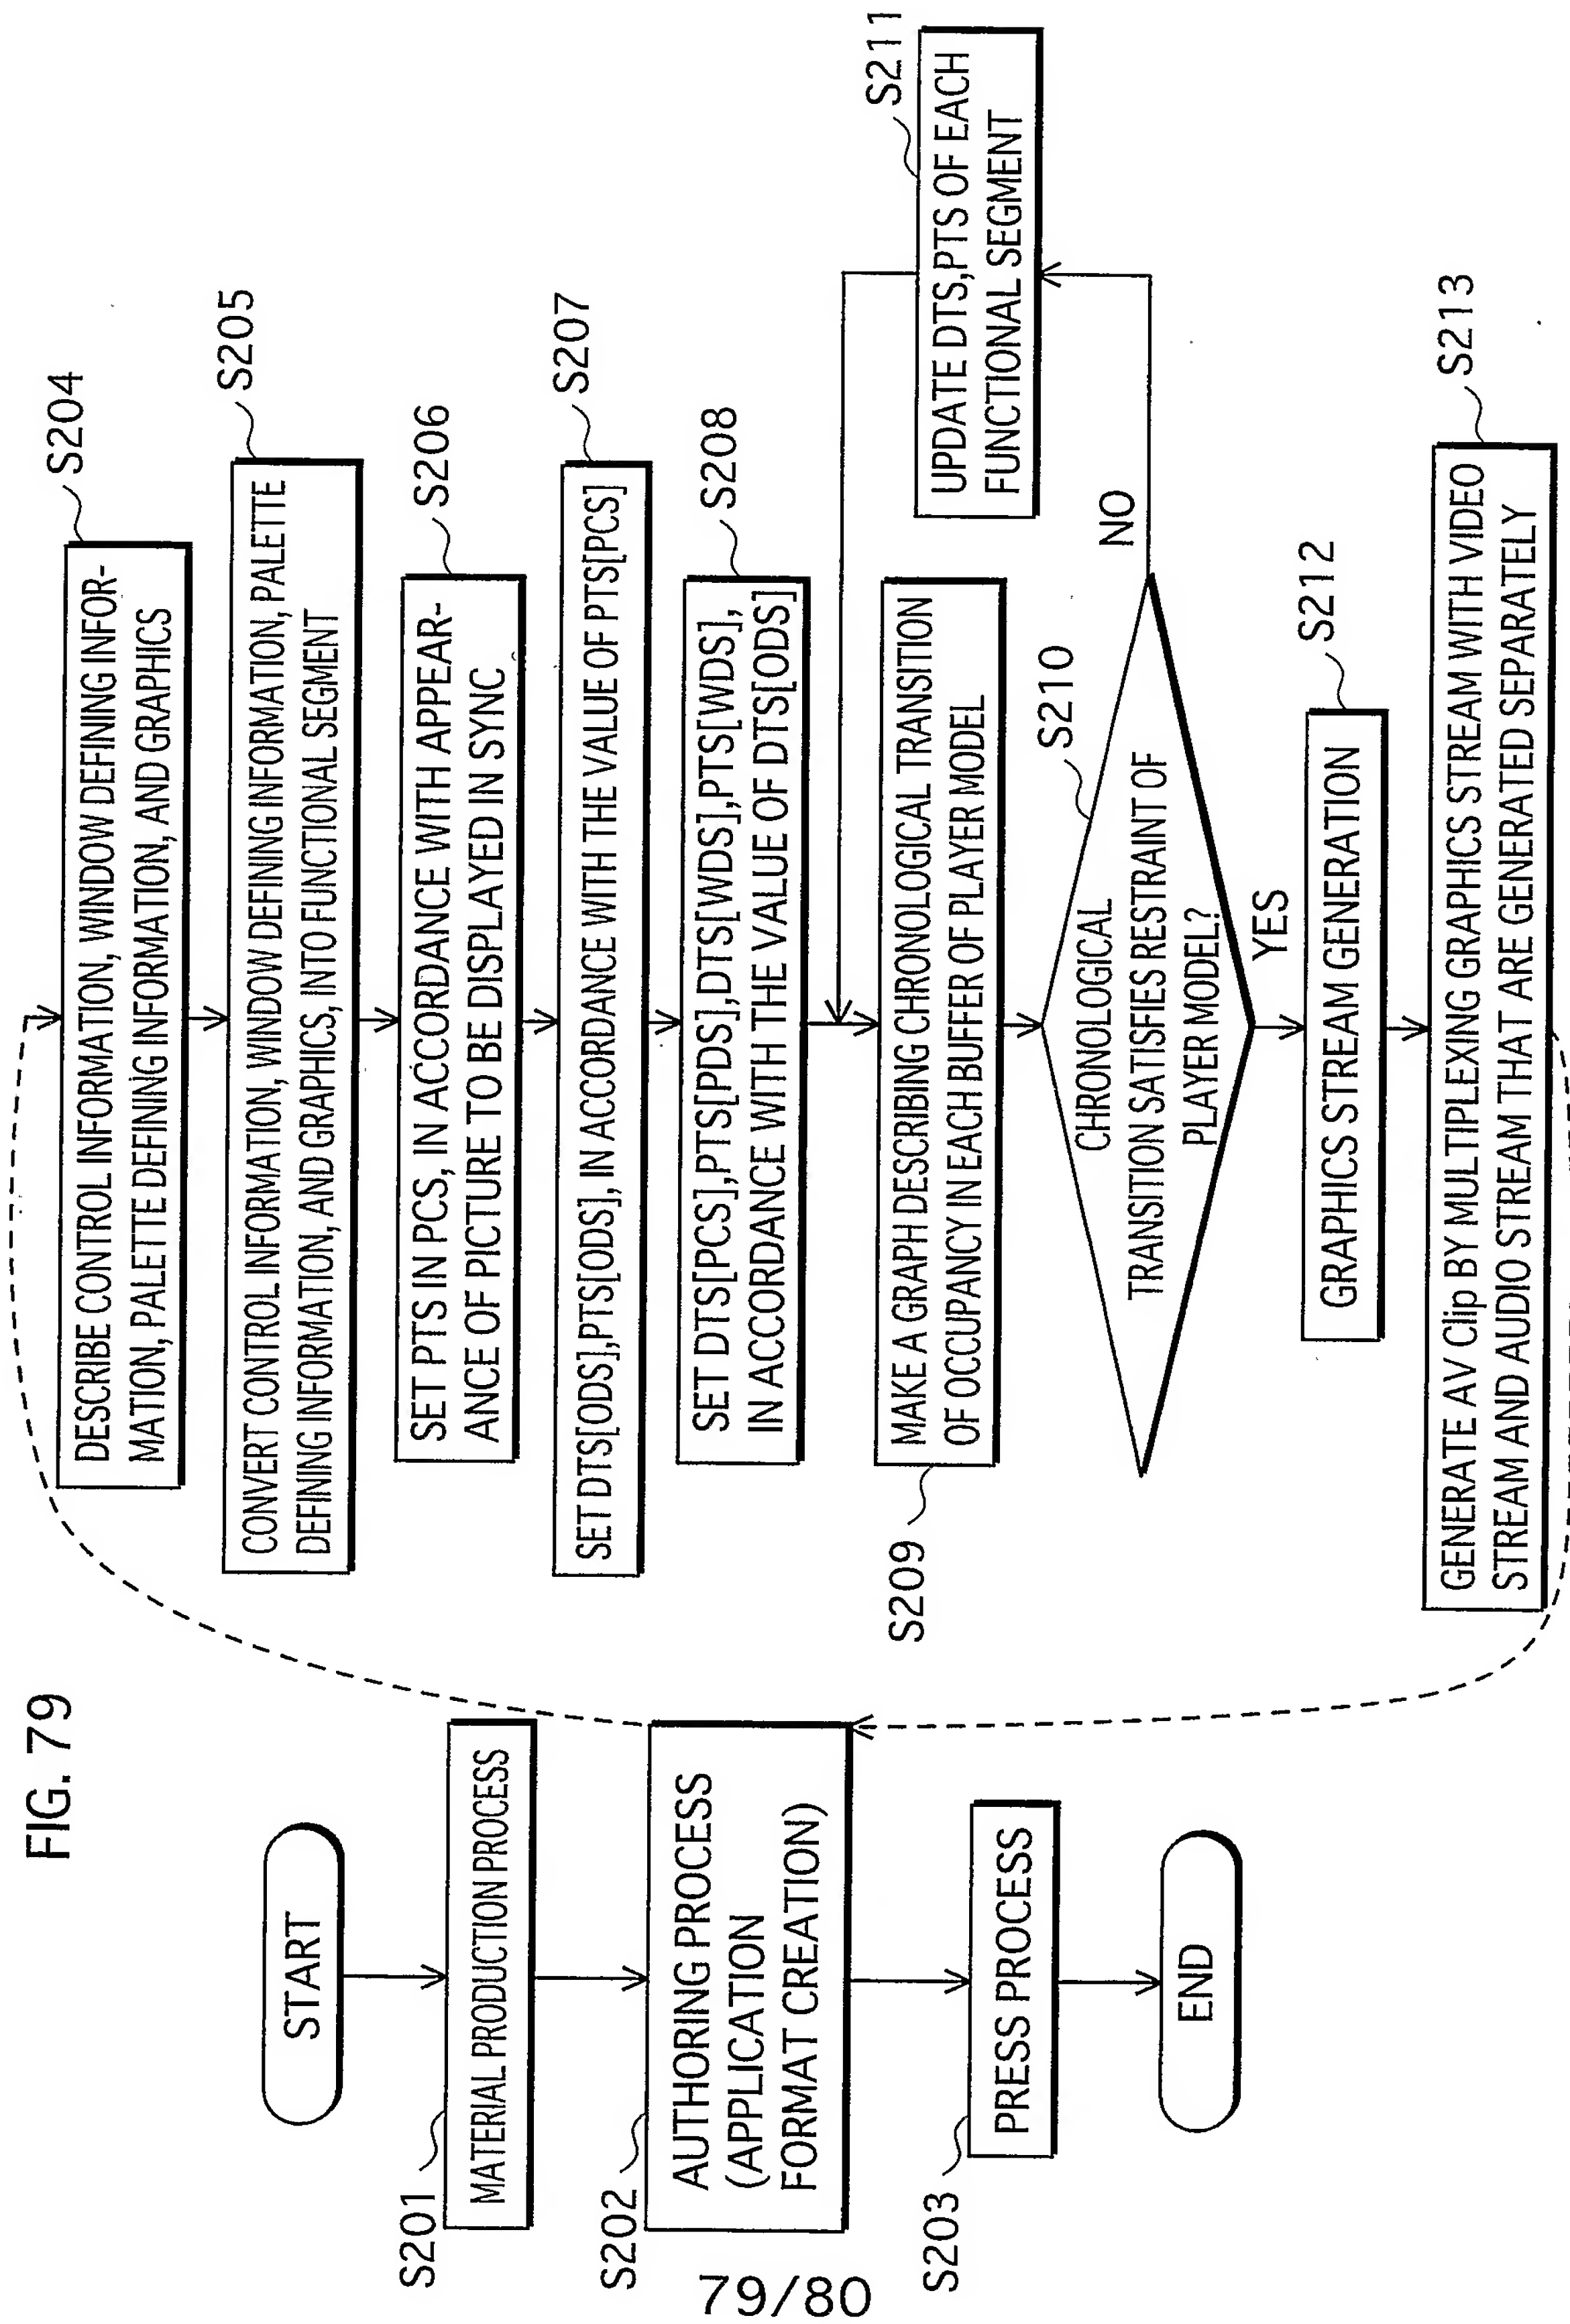 FIG. 79
START
S201
MATERIAL PRODUCTION PROCESS
S202
AUTHORING PROCESS
(APPLICATION
FORMAT CREATION)
S203
PRESS PROCESS
END
S204
DESCRIBE CONTROL INFORMATION, WINDOW DEFINING INFOR-
MATION, PALETTE DEFINING INFORMATION, AND GRAPHICS
S205
CONVERT CONTROL INFORMATION, WINDOW DEFINING INFORMATION, PALETTE
DEFINING INFORMATION, AND GRAPHICS, INTO FUNCTIONAL SEGMENT
S206
SET PTS IN PCS, IN ACCORDANCE WITH APPEAR-
ANCE OF PICTURE TO BE DISPLAYED IN SYNC
S207
SET DTS[ODS],PTS[ODS], IN ACCORDANCE WITH THE VALUE OF PTS[PCS]
S208
SET DTS[PCS],PTS[PDS],DTS[WDS],PTS[WDS],
IN ACCORDANCE WITH THE VALUE OF DTS[ODS]
S209
MAKE A GRAPH DESCRIBING CHRONOLOGICAL TRANSITION
OF OCCUPANCY IN EACH BUFFER OF PLAYER MODEL
S210
CHRONOLOGICAL
TRANSITION SATISFIES RESTRAINT OF
PLAYER MODEL?
NO
S211
UPDATE DTS,PTS OF EACH
FUNCTIONAL SEGMENT
YES
S212
GRAPHICS STREAM GENERATION
S213
GENERATE AV Clip BY MULTIPLEXING GRAPHICS STREAM WITH VIDEO
STREAM AND AUDIO STREAM THAT ARE GENERATED SEPARATELY
79/80